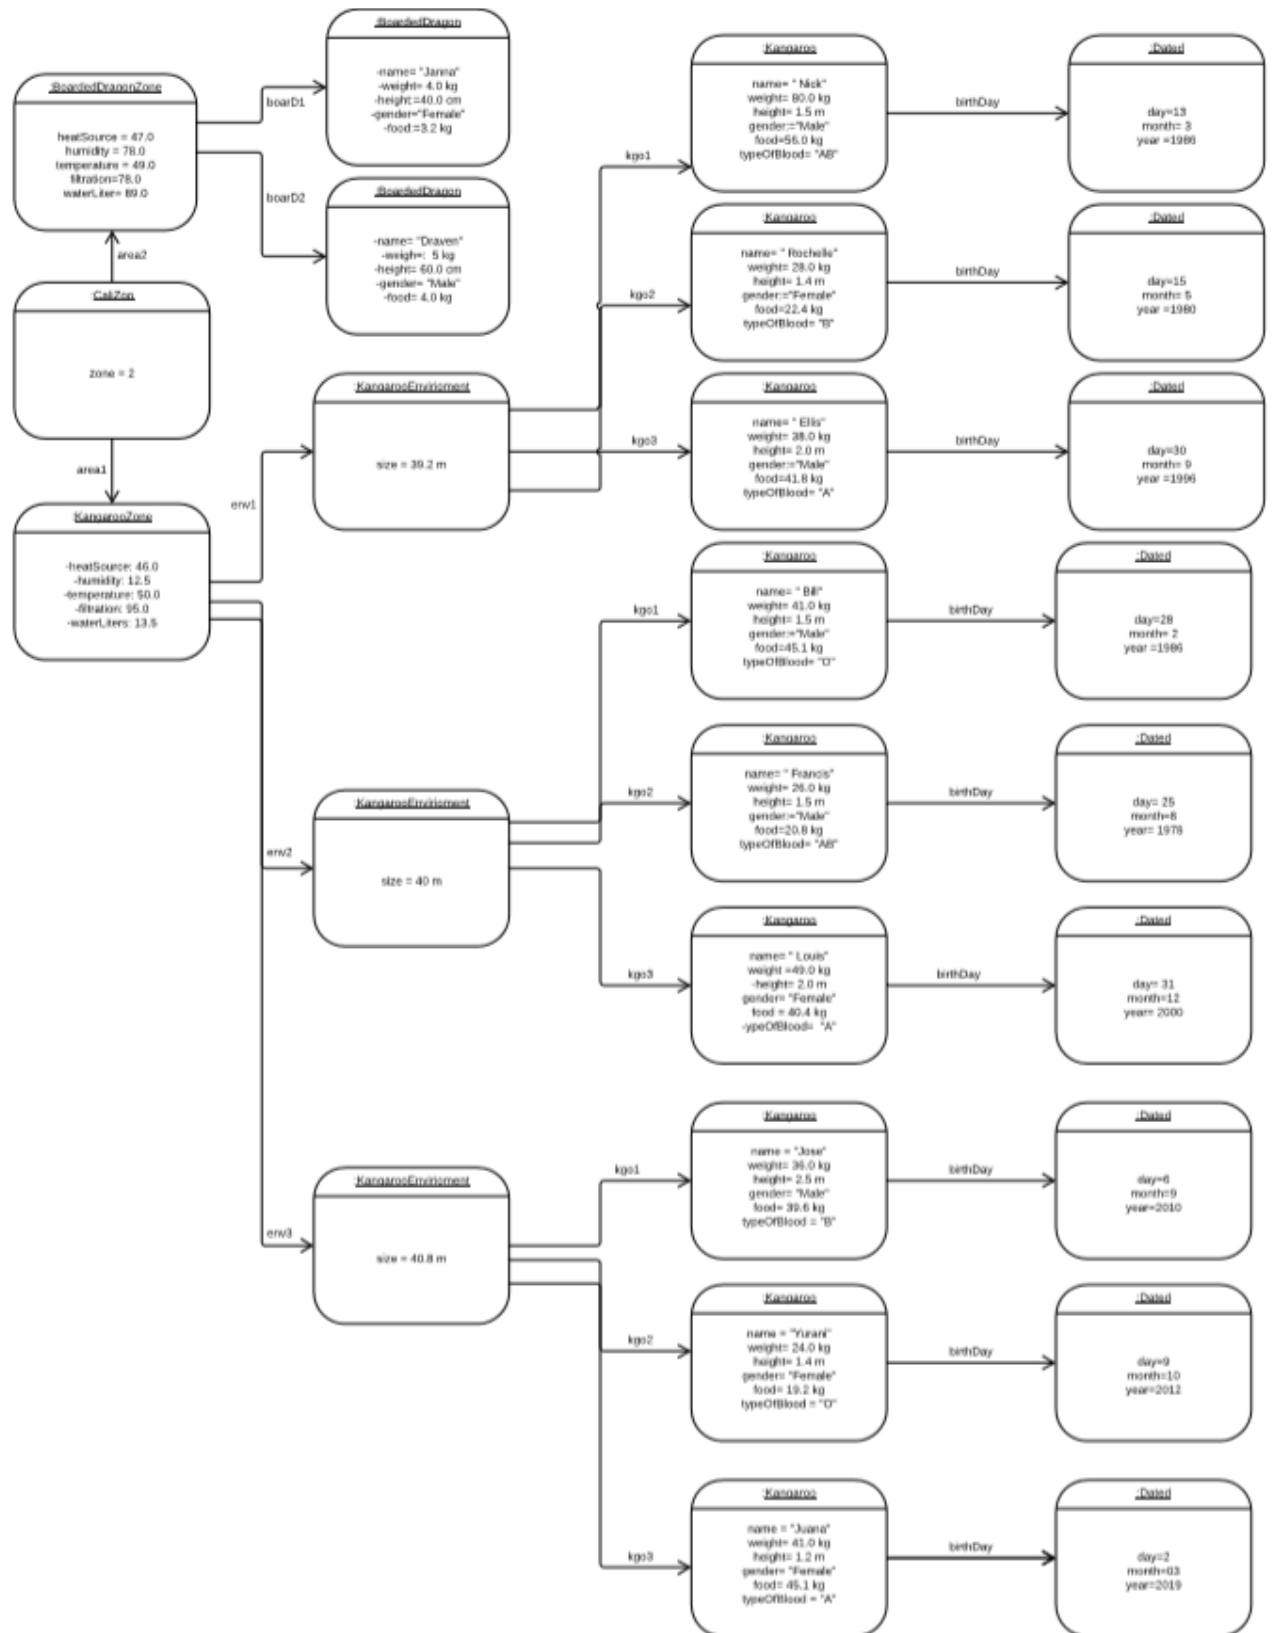 :BoardedDragon
-name= "Janna"
-weight= 4.0 kg
-height:=40.0 cm
-gender="Female"
-food:=3.2 kg
:BoardedDragonZone
heatSource = 47.0
humidity = 78.0
temperature = 49.0
filtration=78.0
waterLiter= 89.0
boarD1
boarD2
:BoardedDragon
-name= "Draven"
-weigh=: 5 kg
-height= 60.0 cm
-gender= "Male"
-food= 4.0 kg
area2
:CaliZon
zone = 2
area1
:KangarooZone
-heatSource: 46.0
-humidity: 12.5
-temperature: 50.0
-filtration: 95.0
-waterLiters: 13.5
env1
:KangarooEnvirioment
size = 39.2 m
kgo1
:Kangaroo
name= " Nick"
weight= 80.0 kg
height= 1.5 m
gender:="Male"
food=56.0 kg
typeOfBlood= "AB"
birthDay
:Dated
day=13
month= 3
year =1986
kgo2
:Kangaroo
name= " Rochelle"
weight= 28.0 kg
height= 1.4 m
gender:="Female"
food=22.4 kg
typeOfBlood= "B"
birthDay
:Dated
day=15
month= 5
year =1980
kgo3
:Kangaroo
name= " Ellis"
weight= 38.0 kg
height= 2.0 m
gender:="Male"
food=41.8 kg
typeOfBlood= "A"
birthDay
:Dated
day=30
month= 9
year =1996
env2
:KangarooEnvirioment
size = 40 m
kgo1
:Kangaroo
name= " Bill"
weight= 41.0 kg
height= 1.5 m
gender:="Male"
food=45.1 kg
typeOfBlood= "O"
birthDay
:Dated
day=28
month= 2
year =1986
kgo2
:Kangaroo
name= " Francis"
weight= 26.0 kg
height= 1.5 m
gender:="Male"
food=20.8 kg
typeOfBlood= "AB"
birthDay
:Dated
day= 25
month=8
year= 1978
kgo3
:Kangaroo
name= " Louis"
weight =49.0 kg
-height= 2.0 m
gender= "Female"
food = 40.4 kg
-ypeOfBlood= "A"
birthDay
:Dated
day= 31
month=12
year= 2000
env3
:KangarooEnvirioment
size = 40.8 m
kgo1
:Kangaroo
name = "Jose"
weight= 36.0 kg
height= 2.5 m
gender= "Male"
food= 39.6 kg
typeOfBlood = "B"
birthDay
:Dated
day=6
month=9
year=2010
kgo2
:Kangaroo
name = "Yurani"
weight= 24.0 kg
height= 1.4 m
gender= "Female"
food= 19.2 kg
typeOfBlood = "O"
birthDay
:Dated
day=9
month=10
year=2012
kgo3
:Kangaroo
name = "Juana"
weight= 41.0 kg
height= 1.2 m
gender= "Female"
food= 45.1 kg
typeOfBlood = "A"
birthDay
:Dated
day=2
month=03
year=2019